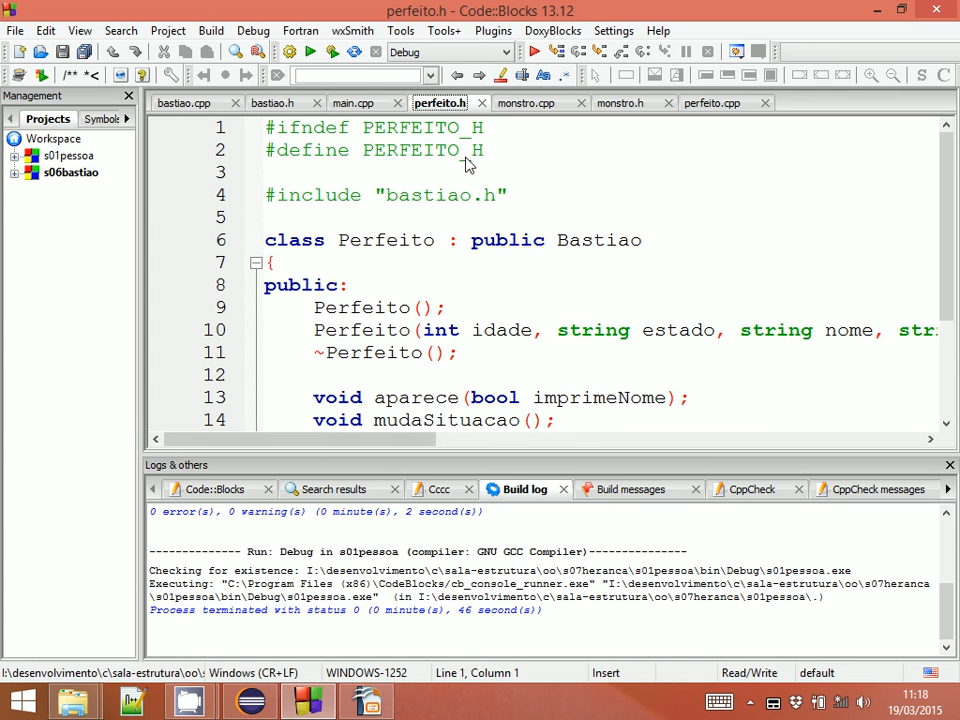 perfeito.h - Code::Blocks 13.12
File Edit View Search Project Build Debug Fortran wxSmith Tools Tools+ Plugins DoxyBlocks Settings Help
Debug
/** *<
S C
Management
bastiao.cpp bastiao.h main.cpp perfeito.h monstro.cpp monstro.h perfeito.cpp
Projects Symbols
Workspace
s01pessoa
s06bastiao
1 #ifndef PERFEITO_H
2 #define PERFEITO_H
3
4 #include "bastiao.h"
5
6 class Perfeito : public Bastiao
7 {
8 public:
9 Perfeito();
10 Perfeito(int idade, string estado, string nome, str
11 ~Perfeito();
12
13 void aparece(bool imprimeNome);
14 void mudaSituacao();
Logs & others
Code::Blocks Search results Cccc Build log Build messages CppCheck CppCheck messages
0 error(s), 0 warning(s) (0 minute(s), 2 second(s))
-------------- Run: Debug in s01pessoa (compiler: GNU GCC Compiler)---------------
Checking for existence: I:\desenvolvimento\c\sala-estrutura\oo\s07heranca\s01pessoa\bin\Debug\s01pessoa.exe
Executing: "C:\Program Files (x86)\CodeBlocks/cb_console_runner.exe" "I:\desenvolvimento\c\sala-estrutura\oo\s07heranca
\s01pessoa\bin\Debug\s01pessoa.exe" (in I:\desenvolvimento\c\sala-estrutura\oo\s07heranca\s01pessoa\.)
Process terminated with status 0 (0 minute(s), 46 second(s))
I:\desenvolvimento\c\sala-estrutura\oo\s Windows (CR+LF) WINDOWS-1252 Line 1, Column 1 Insert Read/Write default
11:18
19/03/2015